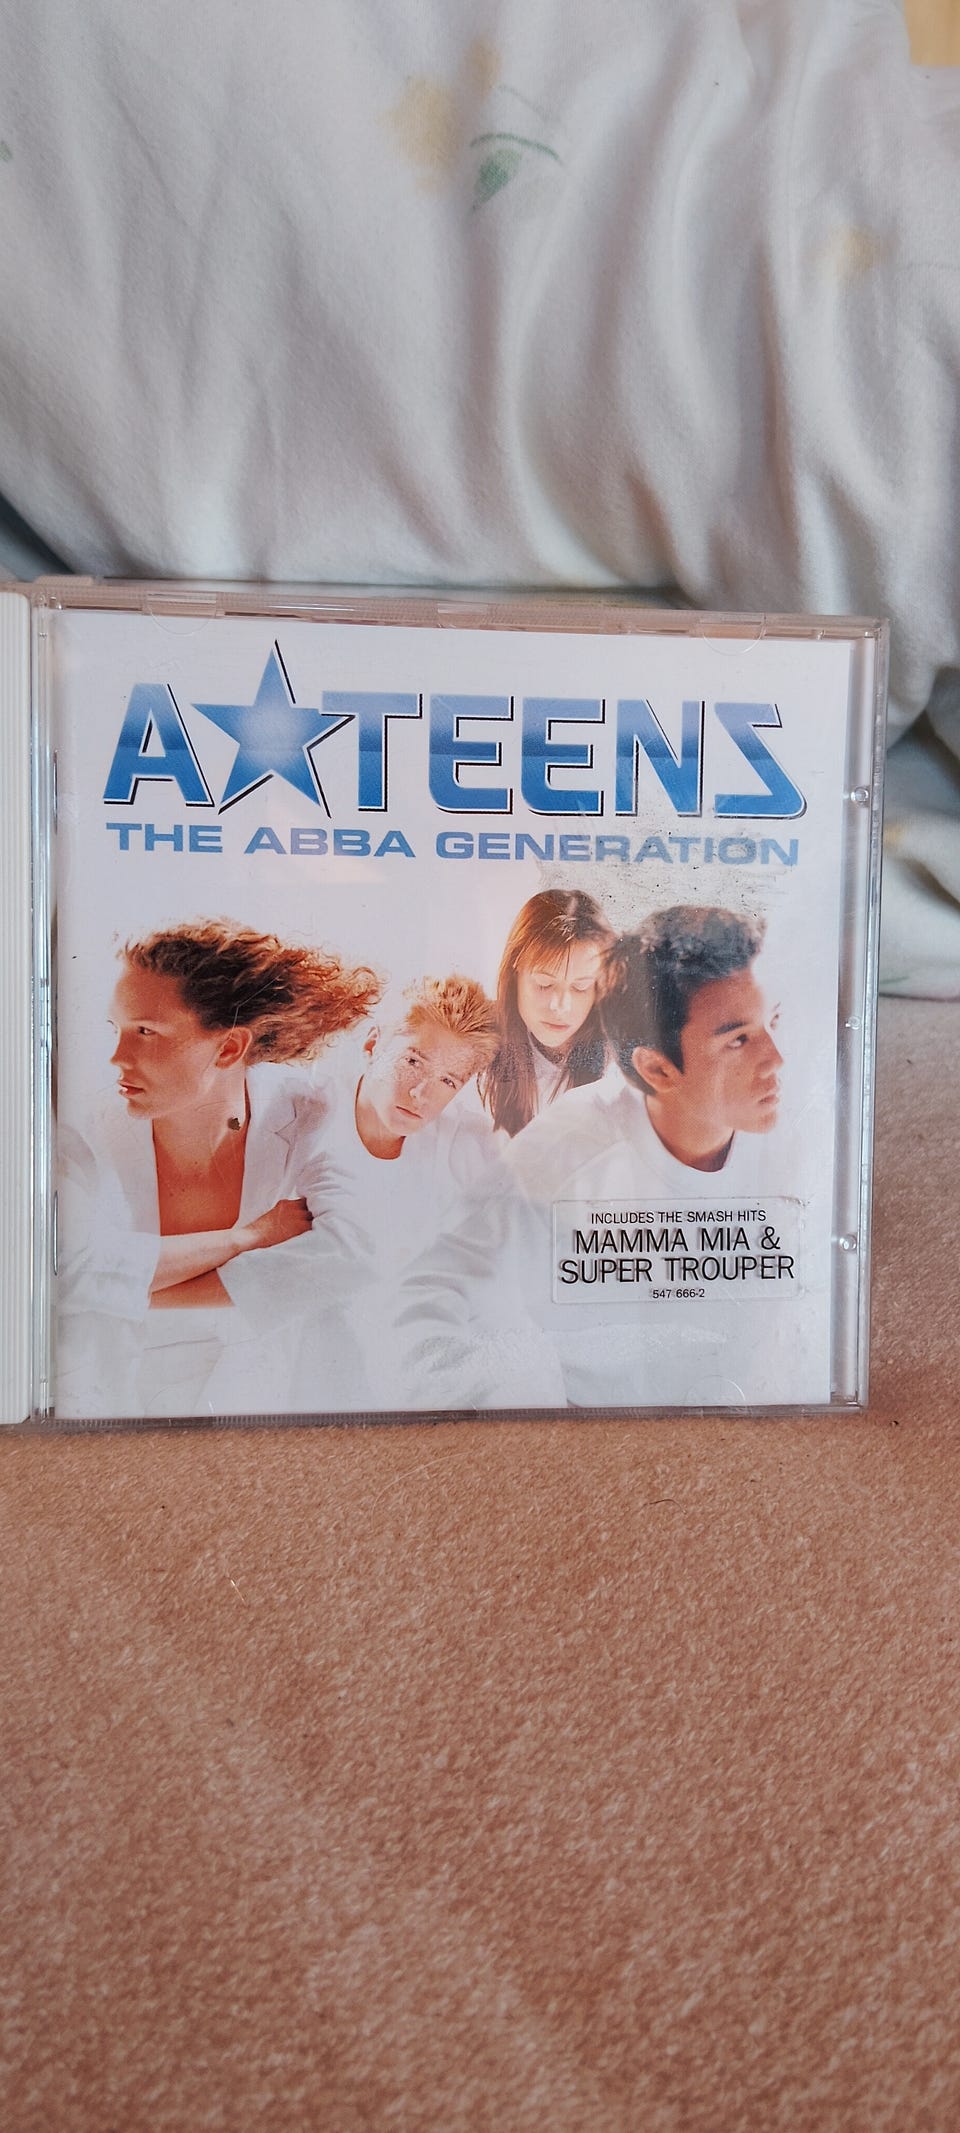 A★TEENS
THE ABBA GENERATION
INCLUDES THE SMASH HITS
MAMMA MIA &
SUPER TROUPER
547 666-2